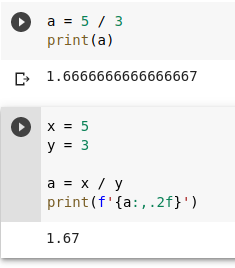 a = 5 / 3
print(a)
1.6666666666666667
x = 5
y = 3
a = x / y
print(f'{a:,.2f}')
1.67